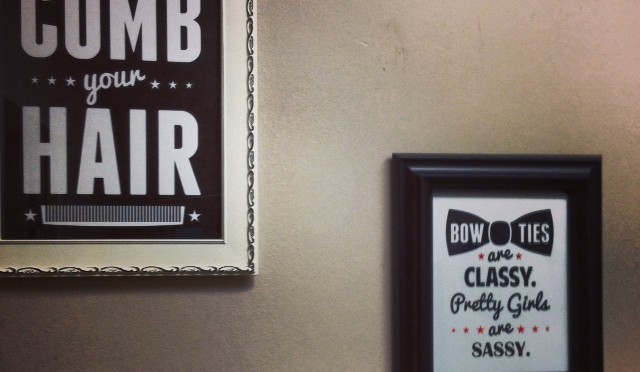 COMB
your
HAIR
BOW TIES
are
CLASSY.
Pretty Girls
are
SASSY.